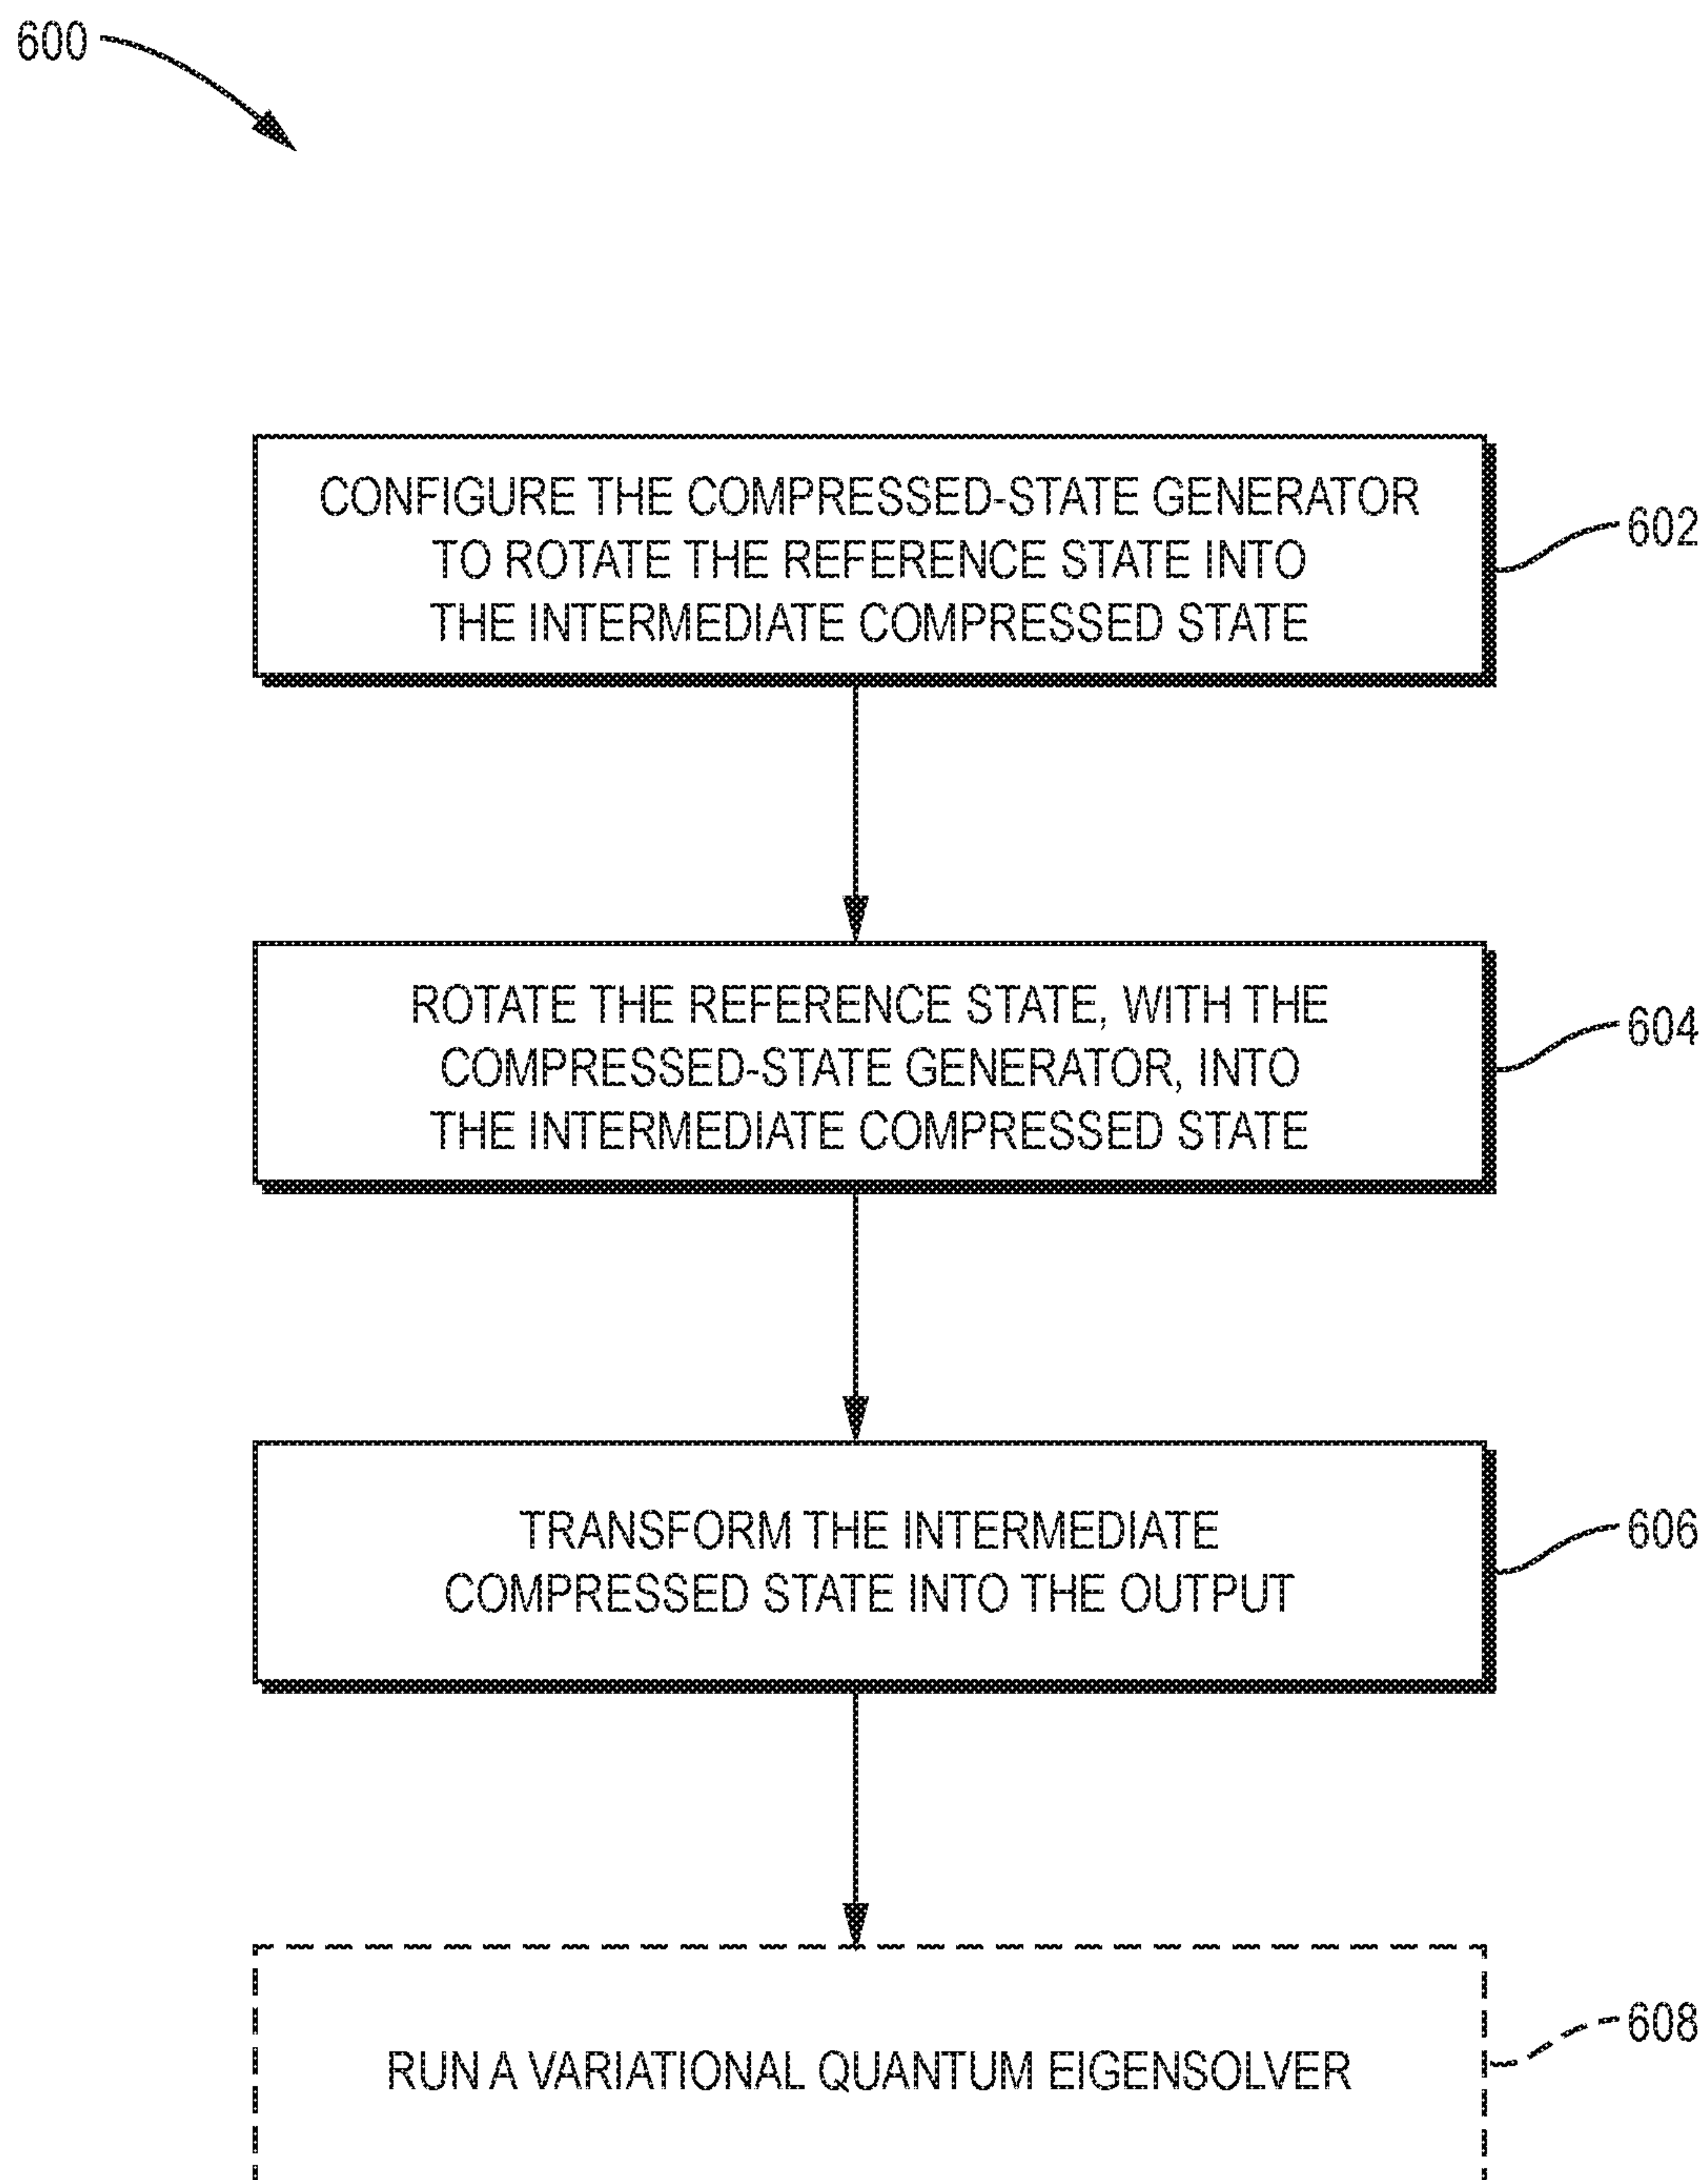 600
CONFIGURE THE COMPRESSED-STATE GENERATOR
TO ROTATE THE REFERENCE STATE INTO
THE INTERMEDIATE COMPRESSED STATE
602
ROTATE THE REFERENCE STATE, WITH THE
COMPRESSED-STATE GENERATOR, INTO
THE INTERMEDIATE COMPRESSED STATE
604
TRANSFORM THE INTERMEDIATE
COMPRESSED STATE INTO THE OUTPUT
606
RUN A VARIATIONAL QUANTUM EIGENSOLVER
608